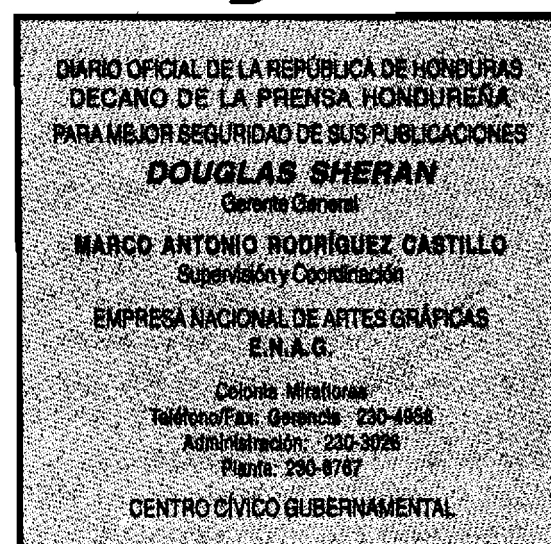 DIARIO OFICIAL DE LA REPÚBLICA DE HONDURAS
DECANO DE LA PRENSA HONDUREÑA
PARA MEJOR SEGURIDAD DE SUS PUBLICACIONES
DOUGLAS SHERAN
Gerente General
MARCO ANTONIO RODRÍGUEZ CASTILLO
Supervisión y Coordinación
EMPRESA NACIONAL DE ARTES GRÁFICAS
E.N.A.G.
Colonia Miraflores
Teléfono/Fax: Gerencia 230-4956
Administración: 230-3026
Planta: 230-6767
CENTRO CÍVICO GUBERNAMENTAL